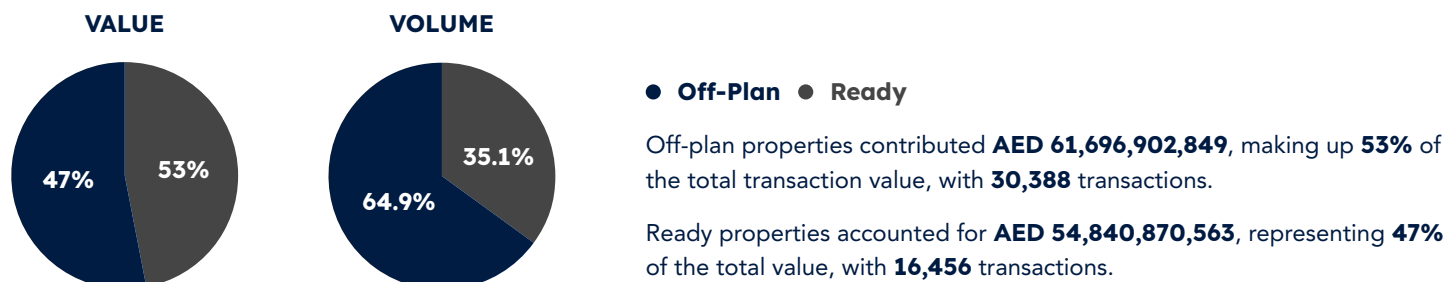 VALUE
47%
53%
VOLUME
35.1%
64.9%
Off-Plan Ready
Off-plan properties contributed AED 61,696,902,849, making up 53% of
the total transaction value, with 30,388 transactions.
Ready properties accounted for AED 54,840,870,563, representing 47%
of the total value, with 16,456 transactions.